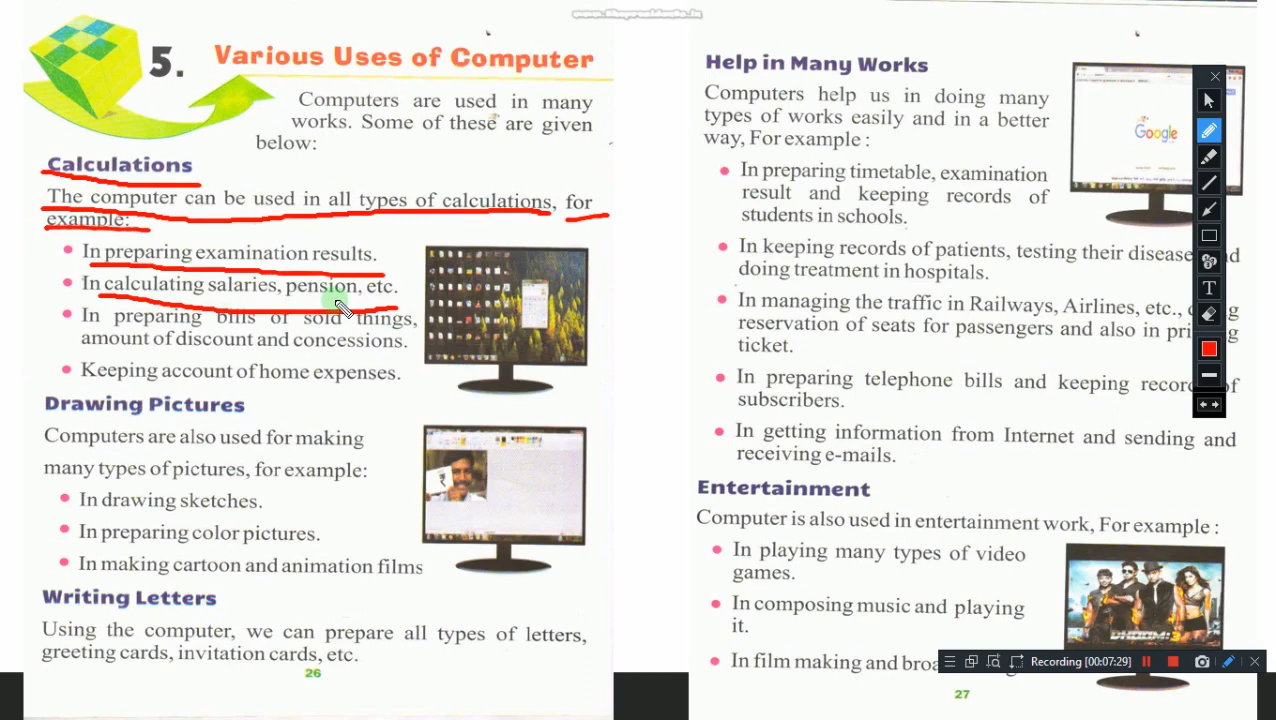 www.thepresidents.in
5. Various Uses of Computer
Computers are used in many
works. Some of these are given
below:
Calculations
The computer can be used in all types of calculations, for
example:
• In preparing examination results.
• In calculating salaries, pension, etc.
• In preparing bills of sold things,
amount of discount and concessions.
• Keeping account of home expenses.
Drawing Pictures
Computers are also used for making
many types of pictures, for example:
• In drawing sketches.
• In preparing color pictures.
• In making cartoon and animation films
Writing Letters
Using the computer, we can prepare all types of letters,
greeting cards, invitation cards, etc.
26
Help in Many Works
Computers help us in doing many
types of works easily and in a better
way, For example :
Google
• In preparing timetable, examination
result and keeping records of
students in schools.
• In keeping records of patients, testing their disease nd
doing treatment in hospitals.
• In managing the traffic in Railways, Airlines, etc., g
reservation of seats for passengers and also in pri g
ticket.
• In preparing telephone bills and keeping recor of
subscribers.
• In getting information from Internet and sending and
receiving e-mails.
Entertainment
Computer is also used in entertainment work, For example :
• In playing many types of video
games.
• In composing music and playing
it.
DHOOM:3
• In film making and broa
Recording [00:07:29]
27